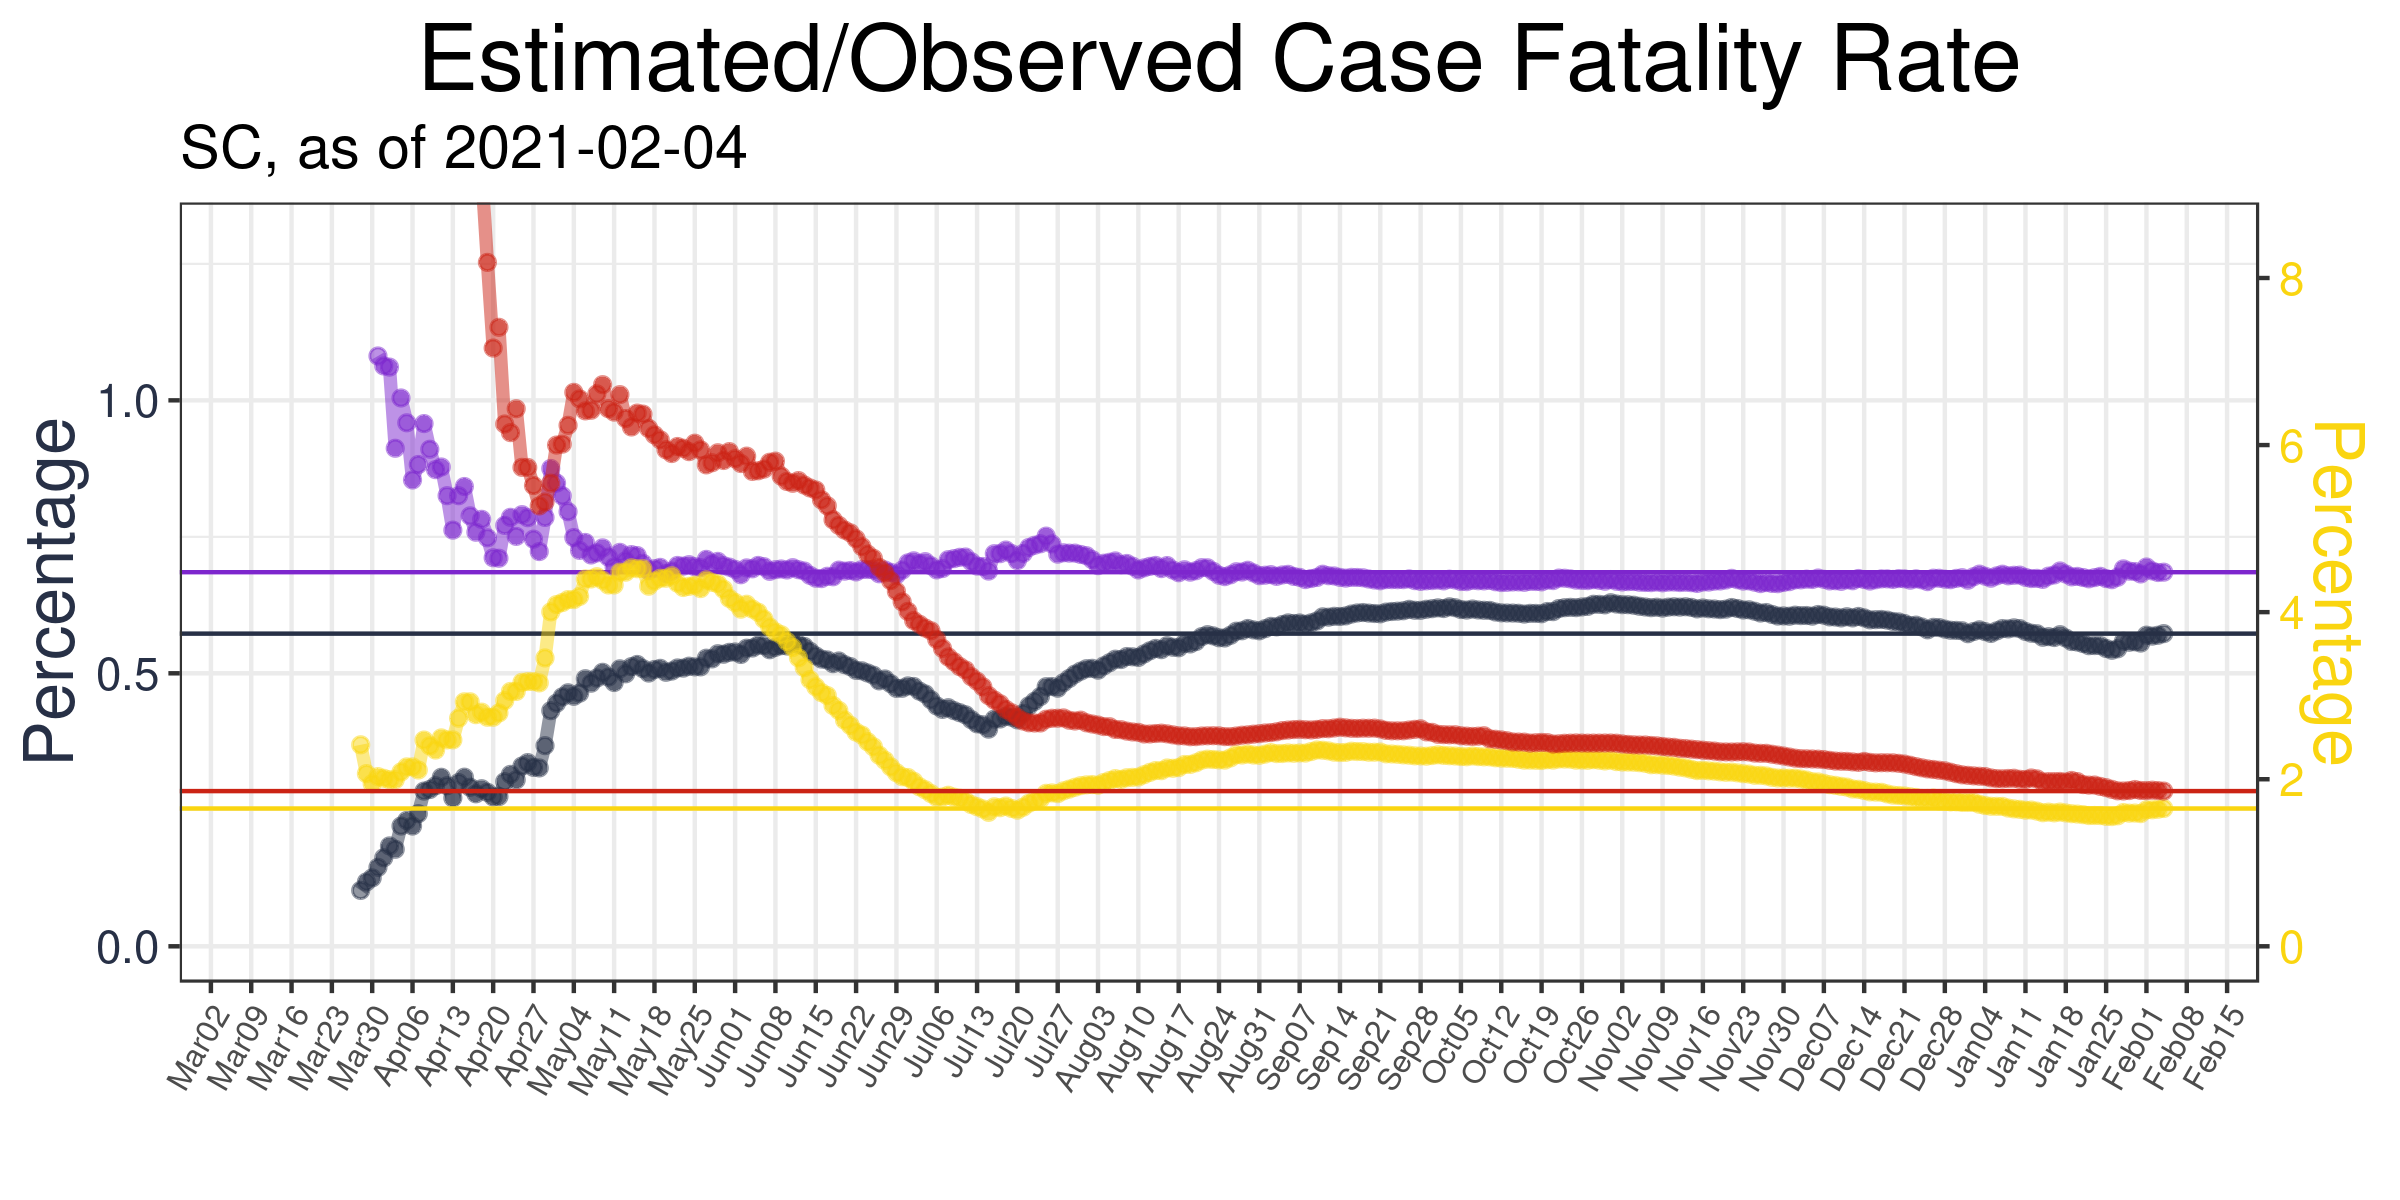 Estimated/Observed Case Fatality Rate
SC, as of 2021-02-04
Percentage
1.0
0.5
0.0
8
6
4
2
0
Percentage
Mar02 Mar09 Mar16 Mar23 Mar30 Apr06 Apr13 Apr20 Apr27 May04 May11 May18 May25 Jun01 Jun08 Jun15 Jun22 Jun29 Jul06 Jul13 Jul20 Jul27 Aug03 Aug10 Aug17 Aug24 Aug31 Sep07 Sep14 Sep21 Sep28 Oct05 Oct12 Oct19 Oct26 Nov02 Nov09 Nov16 Nov23 Nov30 Dec07 Dec14 Dec21 Dec28 Jan04 Jan11 Jan18 Jan25 Feb01 Feb08 Feb15